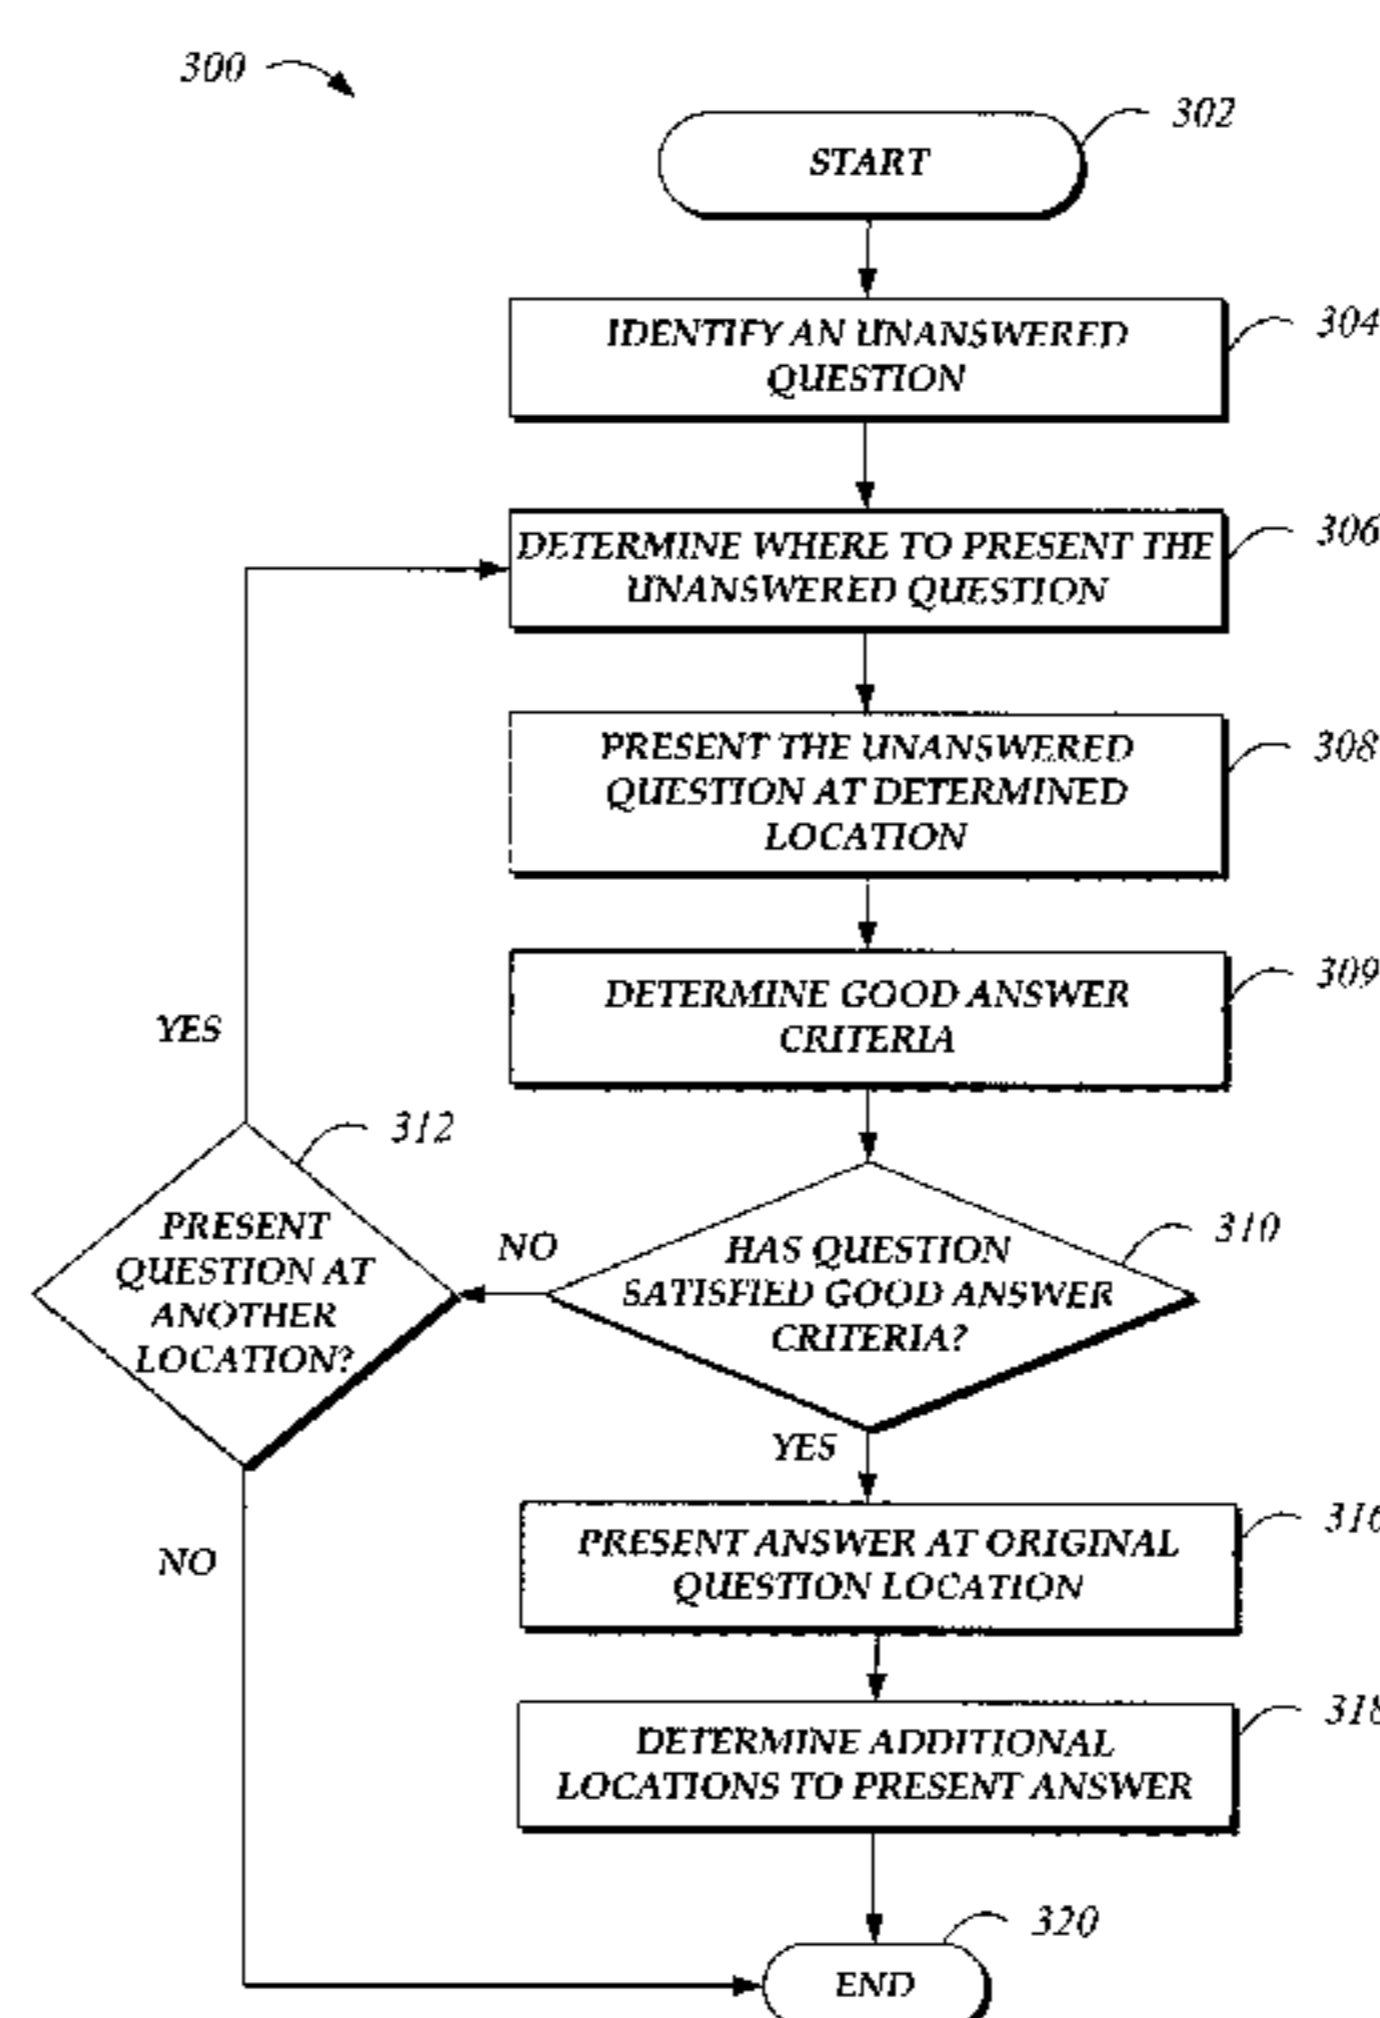 300
302
START
304
IDENTIFY AN UNANSWERED
QUESTION
306
DETERMINE WHERE TO PRESENT THE
UNANSWERED QUESTION
308
PRESENT THE UNANSWERED
QUESTION AT DETERMINED
LOCATION
309
DETERMINE GOOD ANSWER
CRITERIA
YES
312
PRESENT
QUESTION AT
ANOTHER
LOCATION?
NO
310
HAS QUESTION
SATISFIED GOOD ANSWER
CRITERIA?
YES
NO
316
PRESENT ANSWER AT ORIGINAL
QUESTION LOCATION
318
DETERMINE ADDITIONAL
LOCATIONS TO PRESENT ANSWER
320
END